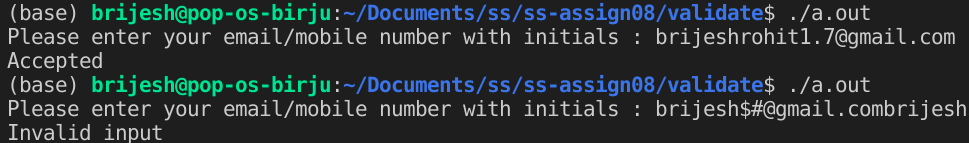 (base) brijesh@pop-os-birju:~/Documents/ss/ss-assign08/validate$ ./a.out
Please enter your email/mobile number with initials : brijeshrohit1.7@gmail.com
Accepted
(base) brijesh@pop-os-birju:~/Documents/ss/ss-assign08/validate$ ./a.out
Please enter your email/mobile number with initials : brijesh$#@gmail.combrijesh
Invalid input